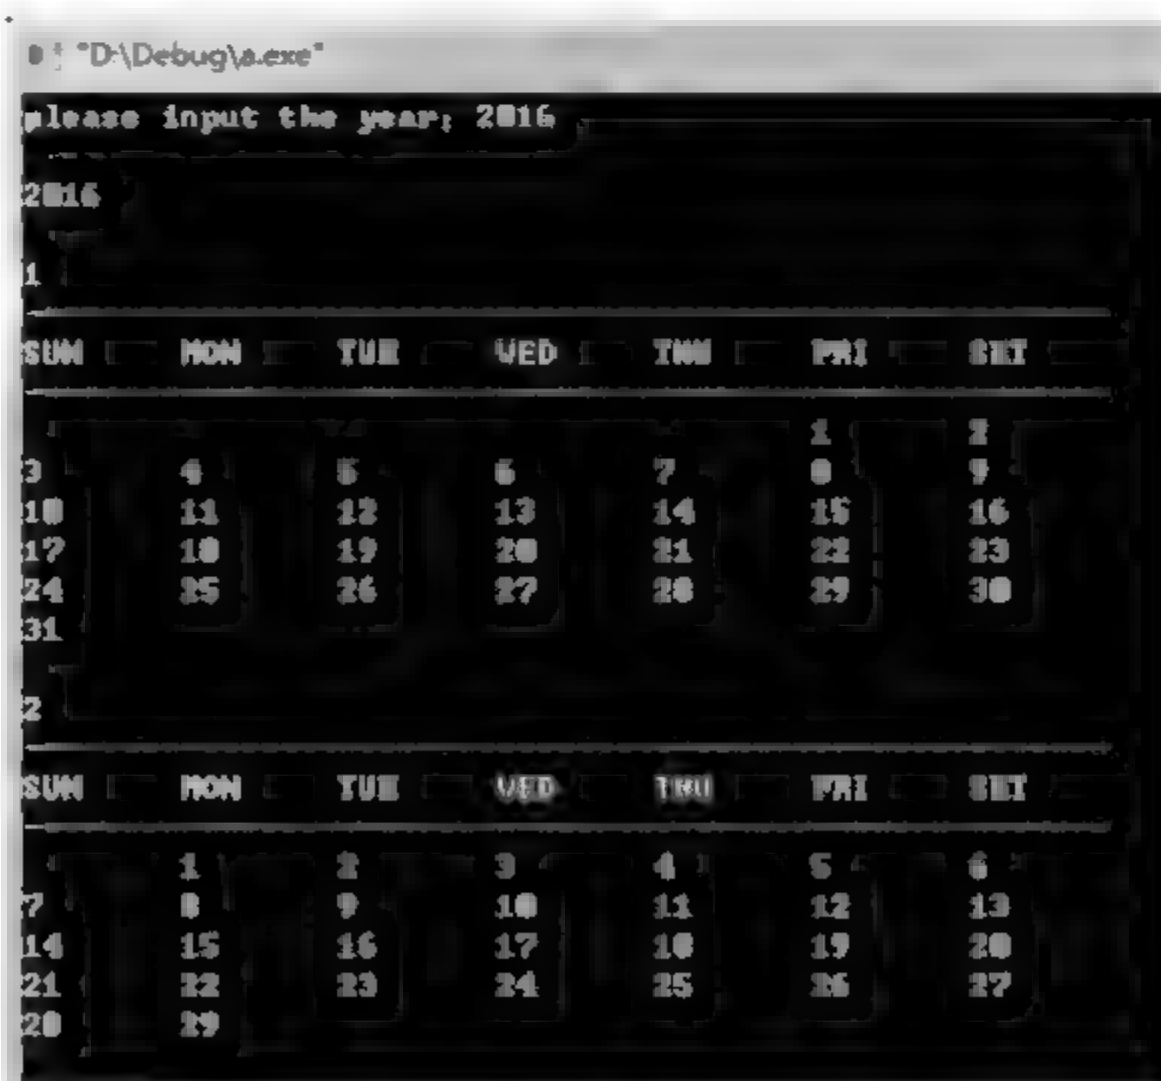 "D:\Debug\a.exe"
please input the year: 2016
2016
1
SUN MON TUE WED THU FRI SET
1 2
3 4 5 6 7 8 9
10 11 12 13 14 15 16
17 18 19 20 21 22 23
24 25 26 27 28 29 30
31
2
SUN MON TUE WED THU FRI SET
1 2 3 4 5 6
7 8 9 10 11 12 13
14 15 16 17 18 19 20
21 22 23 24 25 26 27
28 29